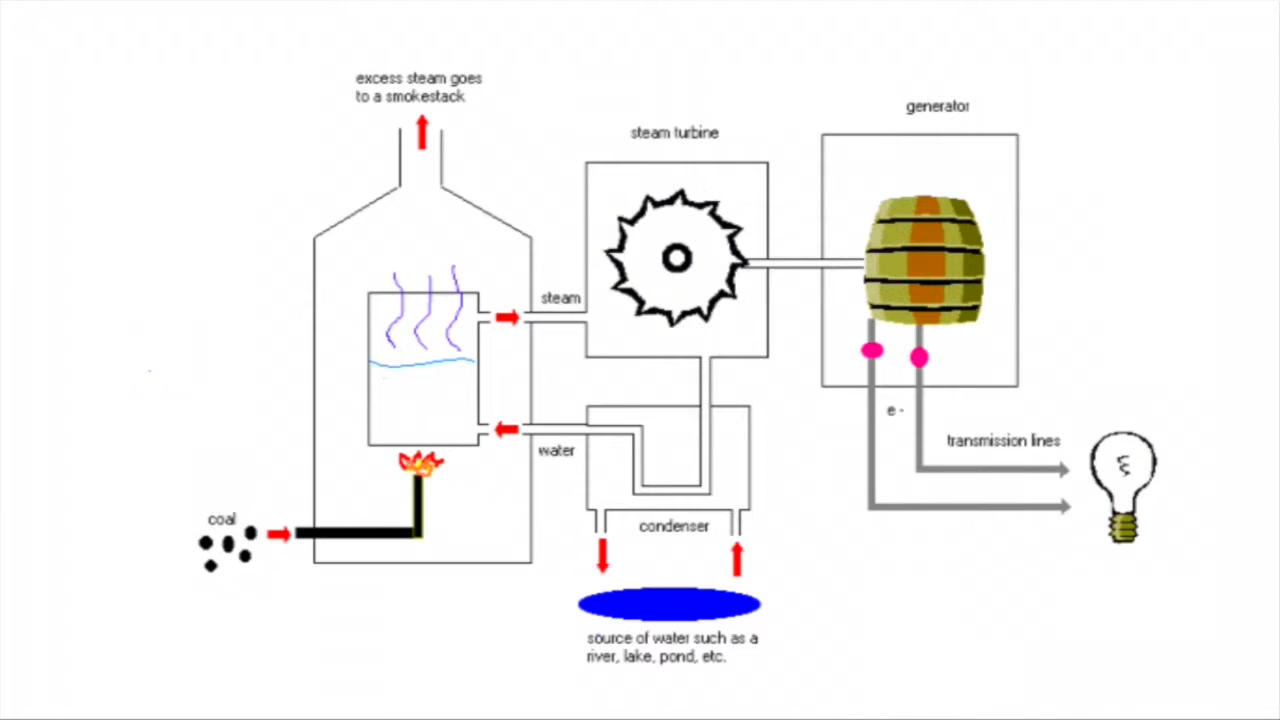 excess steam goes
to a smokestack
generator
steam turbine
steam
e -
transmission lines
water
coal
condenser
source of water such as a
river, lake, pond, etc.